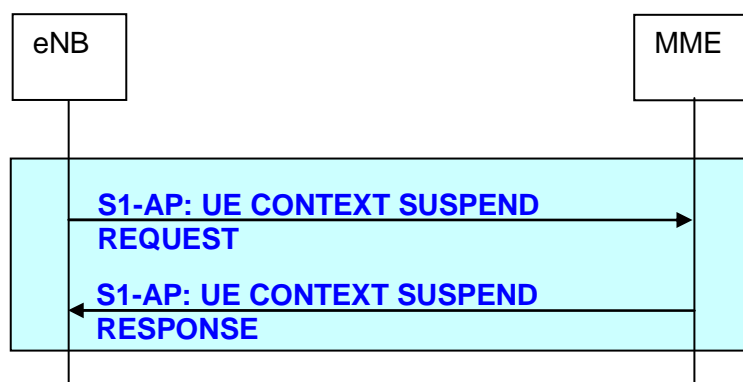 eNB
MME
S1-AP: UE CONTEXT SUSPEND
REQUEST
S1-AP: UE CONTEXT SUSPEND
RESPONSE